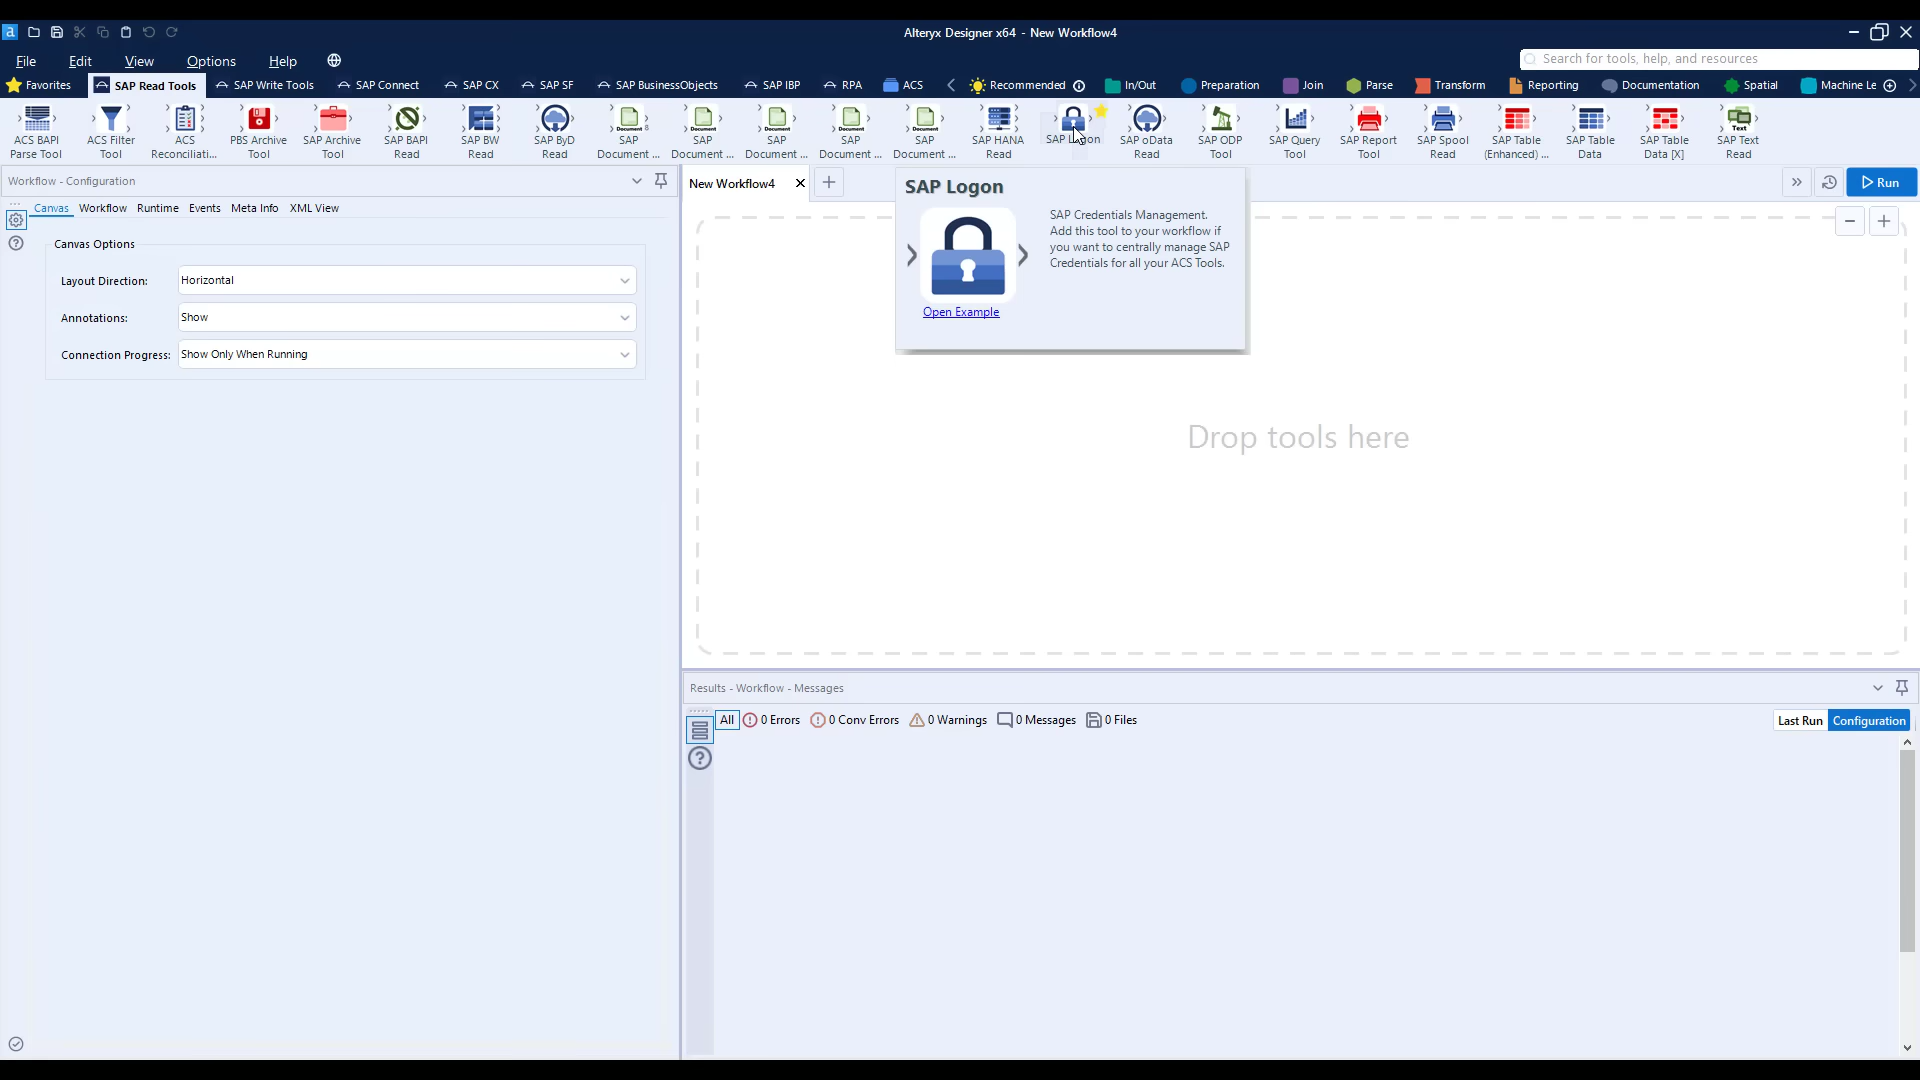 Alteryx Designer x64 - New Workflow4
File Edit View Options Help
Search for tools, help, and resources
Favorites SAP Read Tools SAP Write Tools SAP Connect SAP CX SAP SF SAP BusinessObjects SAP IBP RPA ACS Recommended In/Out Preparation Join Parse Transform Reporting Documentation Spatial Machine Le
ACS BAPI Parse Tool
ACS Filter Tool
ACS Reconciliati...
PBS Archive Tool
SAP Archive Tool
SAP BAPI Read
SAP BW Read
SAP ByD Read
SAP Document ...
SAP Document ...
SAP Document ...
SAP Document ...
SAP Document ...
SAP HANA Read
SAP oData Read
SAP ODP Tool
SAP Query Tool
SAP Report Tool
SAP Spool Read
SAP Table (Enhanced) ...
SAP Table Data
SAP Table Data [X]
SAP Text Read
Workflow - Configuration
New Workflow4
Run
Canvas Workflow Runtime Events Meta Info XML View
Canvas Options
Layout Direction: Horizontal
Annotations: Show
Connection Progress: Show Only When Running
SAP Logon
SAP Credentials Management.
Add this tool to your workflow if
you want to centrally manage SAP
Credentials for all your ACS Tools.
Open Example
Drop tools here
Results - Workflow - Messages
All 0 Errors 0 Conv Errors 0 Warnings 0 Messages 0 Files
Last Run Configuration